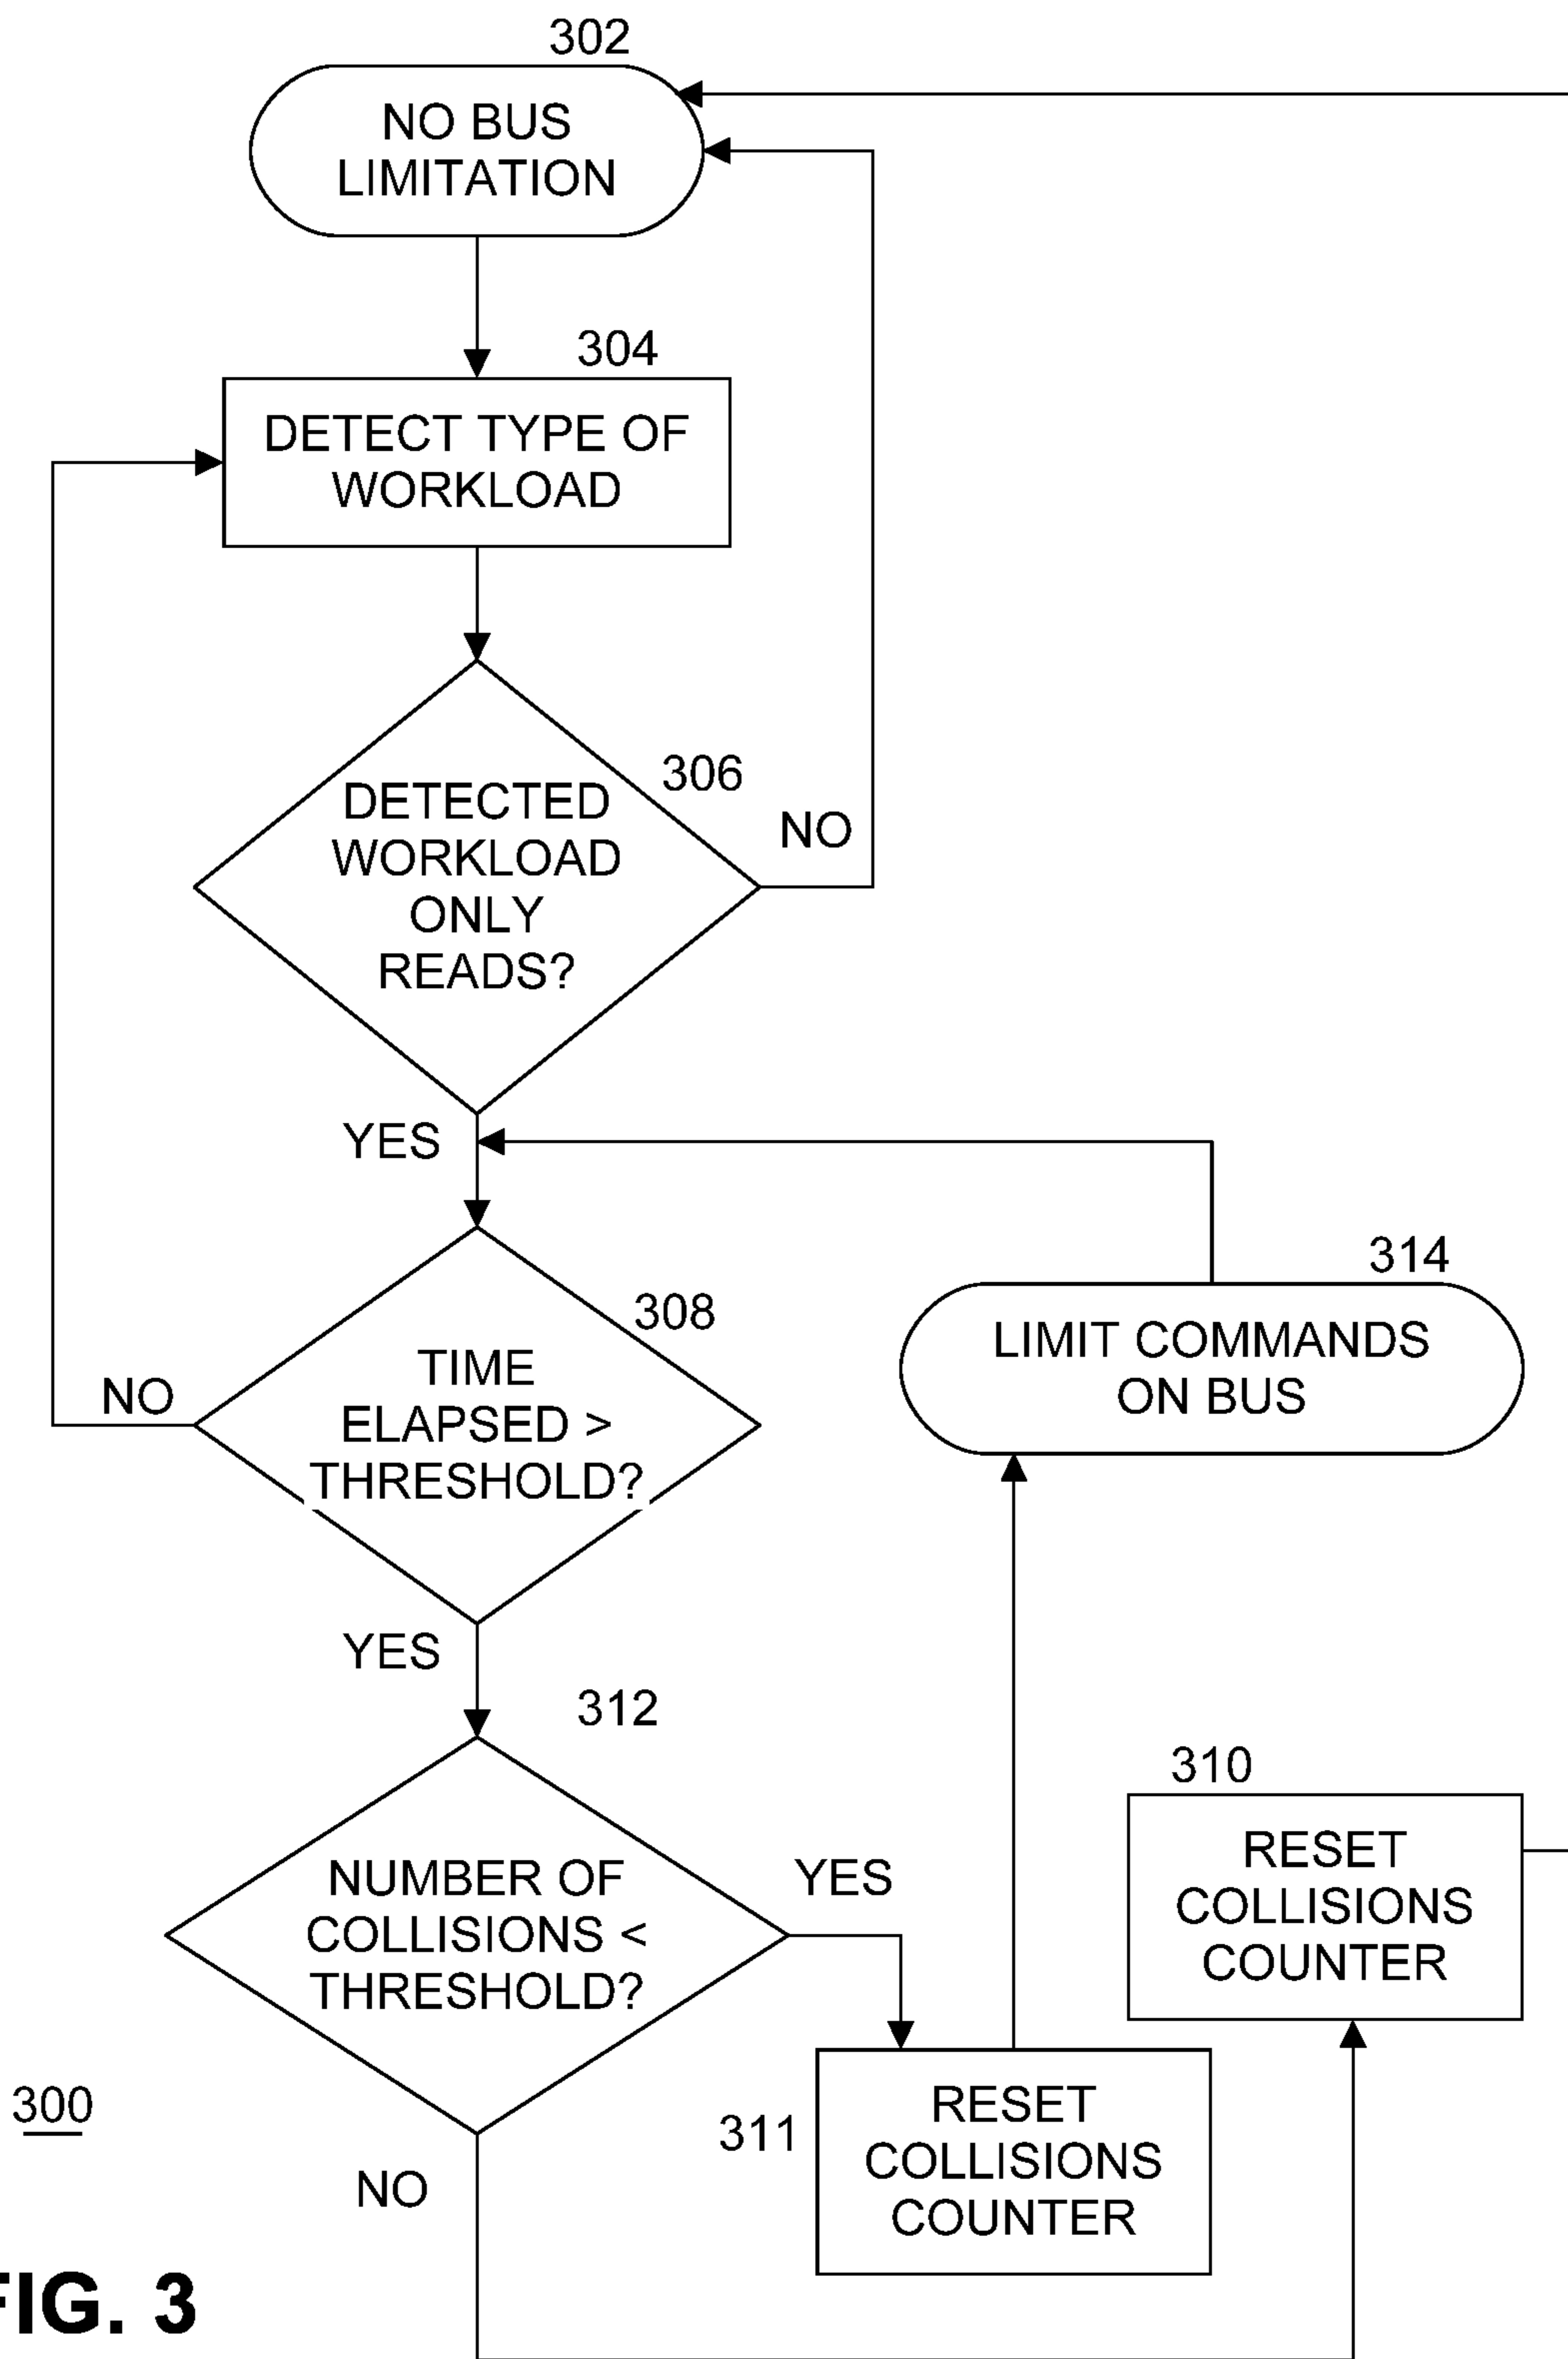 302
NO BUS
LIMITATION
304
DETECT TYPE OF
WORKLOAD
306
DETECTED
WORKLOAD
ONLY
READS?
NO
YES
308
TIME
ELAPSED >
THRESHOLD?
NO
314
LIMIT COMMANDS
ON BUS
YES
312
NUMBER OF
COLLISIONS <
THRESHOLD?
YES
310
RESET
COLLISIONS
COUNTER
311
RESET
COLLISIONS
COUNTER
NO
300
FIG. 3